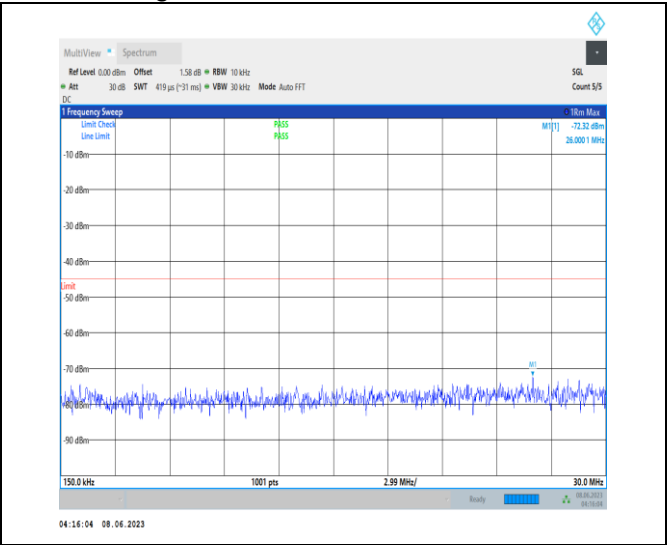 MultiView Spectrum
Ref Level 0.00 dBm Offset 1.58 dB RBW 10 kHz SGL
Att 30 dB SWT 419 µs (~31 ms) VBW 30 kHz Mode Auto FFT Count 5/5
DC
1 Frequency Sweep 1Rm Max
Limit Check PASS M1[1] -72.32 dBm
Line Limit PASS 26.000 1 MHz
-10 dBm
-20 dBm
-30 dBm
-40 dBm
Limit
-50 dBm
-60 dBm
-70 dBm
M1
-80 dBm
-90 dBm
150.0 kHz 1001 pts 2.99 MHz/ 30.0 MHz
Ready 08.06.2023
04:16:04
04:16:04 08.06.2023